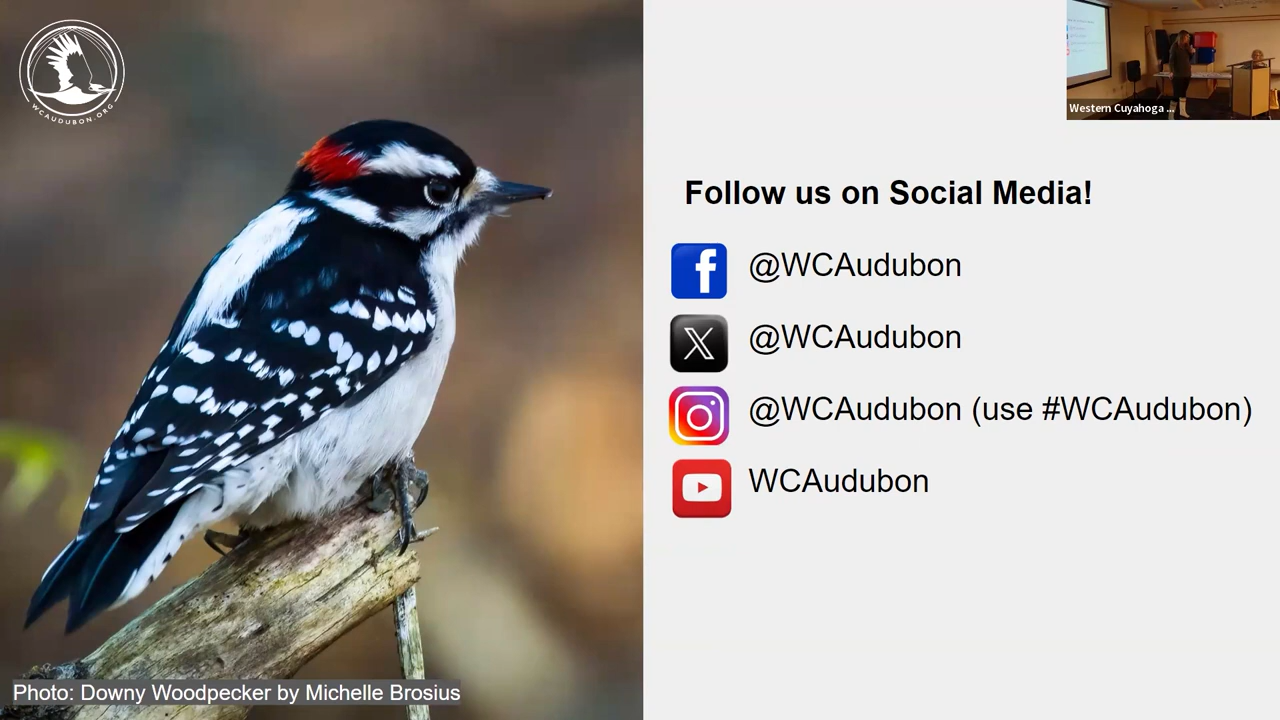 WCAUDUBON.ORG
Western Cuyahoga ...
Follow us on Social Media!
@WCAudubon
@WCAudubon
@WCAudubon (use #WCAudubon)
WCAudubon
Photo: Downy Woodpecker by Michelle Brosius